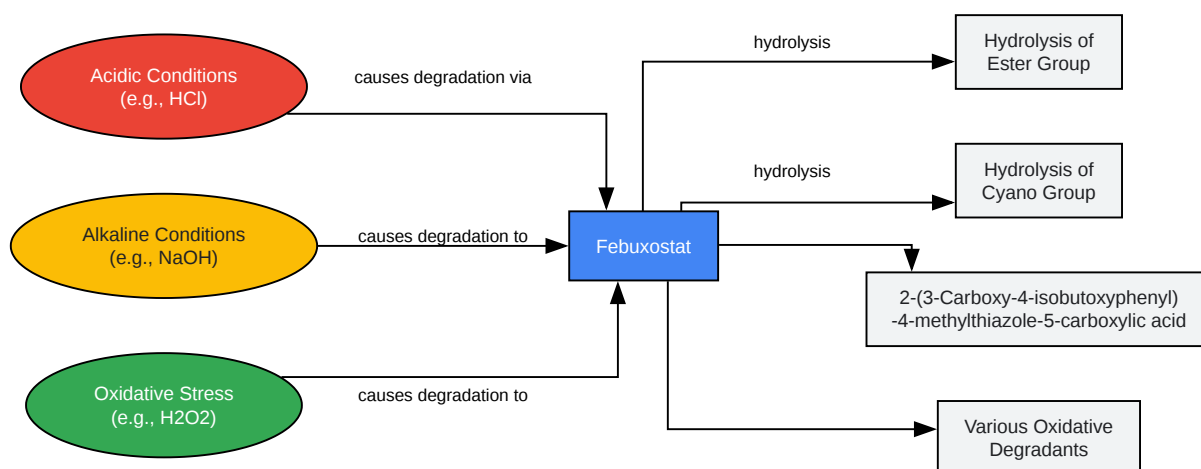 Acidic Conditions
(e.g., HCl)
causes degradation via
hydrolysis
Hydrolysis of
Ester Group
hydrolysis
Hydrolysis of
Cyano Group
Alkaline Conditions
(e.g., NaOH)
causes degradation to
Febuxostat
2-(3-Carboxy-4-isobutoxyphenyl)
-4-methylthiazole-5-carboxylic acid
Oxidative Stress
(e.g., H2O2)
causes degradation to
Various Oxidative
Degradants